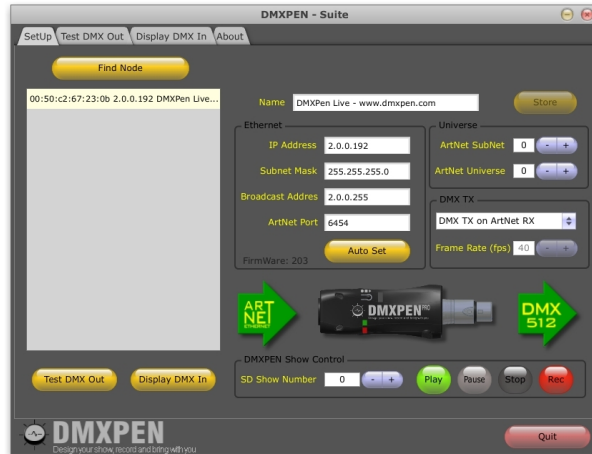 DMXPEN - Suite
SetUp Test DMX Out Display DMX In About
Find Node
00:50:c2:67:23:0b 2.0.0.192 DMXPen Live...
Name DMXPen Live - www.dmxpen.com Store
Ethernet
IP Address 2.0.0.192
Subnet Mask 255.255.255.0
Broadcast Addres 2.0.0.255
ArtNet Port 6454
Auto Set
FirmWare: 203
Universe
ArtNet SubNet 0 - +
ArtNet Universe 0 - +
DMX TX
DMX TX on ArtNet RX
Frame Rate (fps) 40 - +
ART
NET
ETHERNET
DMXPEN PRO
DMX
512
Test DMX Out Display DMX In
DMXPEN Show Control
SD Show Number 0 - + Play Pause Stop Rec
DMXPEN
Design your show, record and bring with you
Quit